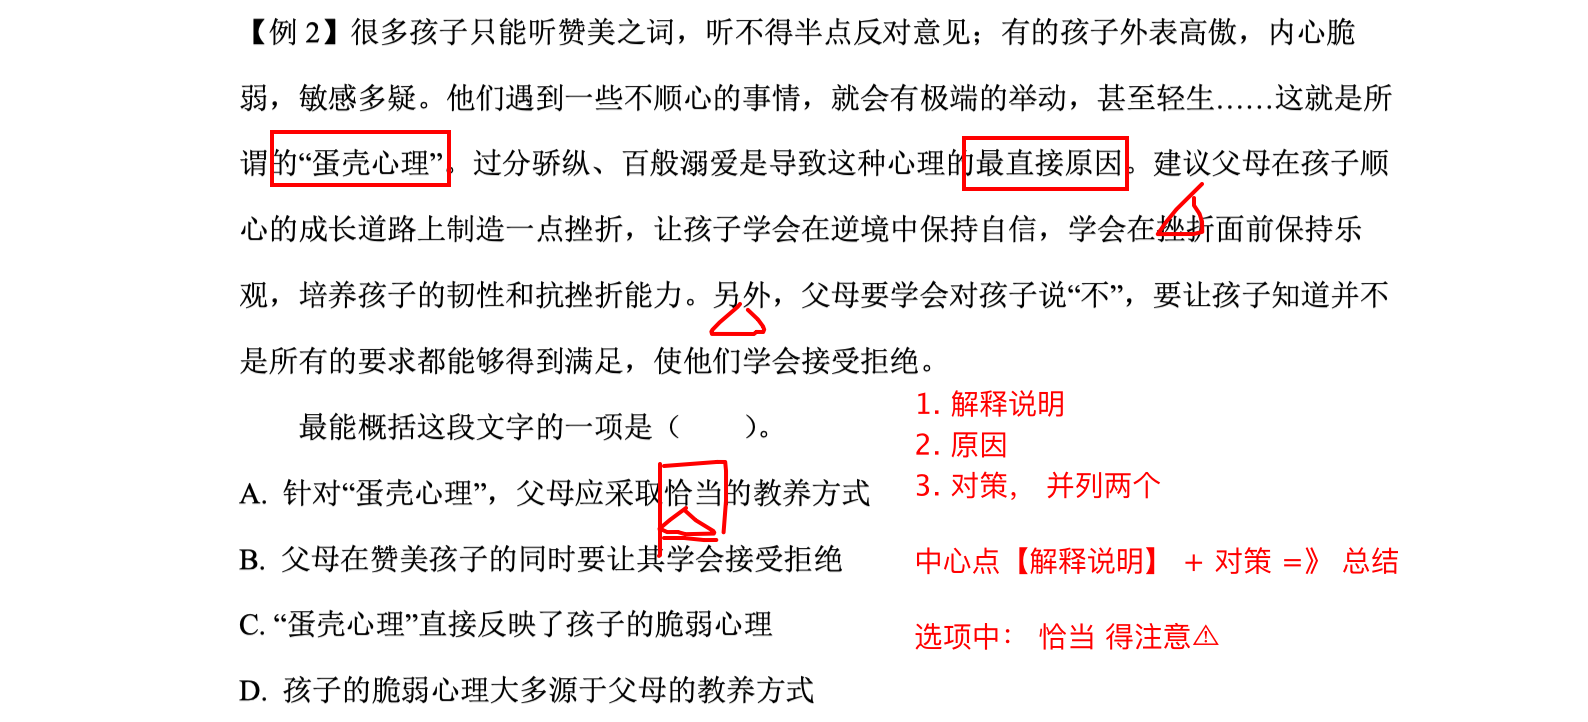 【例 2】很多孩子只能听赞美之词，听不得半点反对意见；有的孩子外表高傲，内心脆
弱，敏感多疑。他们遇到一些不顺心的事情，就会有极端的举动，甚至轻生……这就是所
谓的“蛋壳心理”。过分骄纵、百般溺爱是导致这种心理的最直接原因。建议父母在孩子顺
心的成长道路上制造一点挫折，让孩子学会在逆境中保持自信，学会在挫折面前保持乐
观，培养孩子的韧性和抗挫折能力。另外，父母要学会对孩子说“不”，要让孩子知道并不
是所有的要求都能够得到满足，使他们学会接受拒绝。
最能概括这段文字的一项是（　　）。
A. 针对“蛋壳心理”，父母应采取恰当的教养方式
B. 父母在赞美孩子的同时要让其学会接受拒绝
C. “蛋壳心理”直接反映了孩子的脆弱心理
D. 孩子的脆弱心理大多源于父母的教养方式
1. 解释说明
2. 原因
3. 对策， 并列两个
中心点【解释说明】 + 对策 =》 总结
选项中： 恰当 得注意⚠